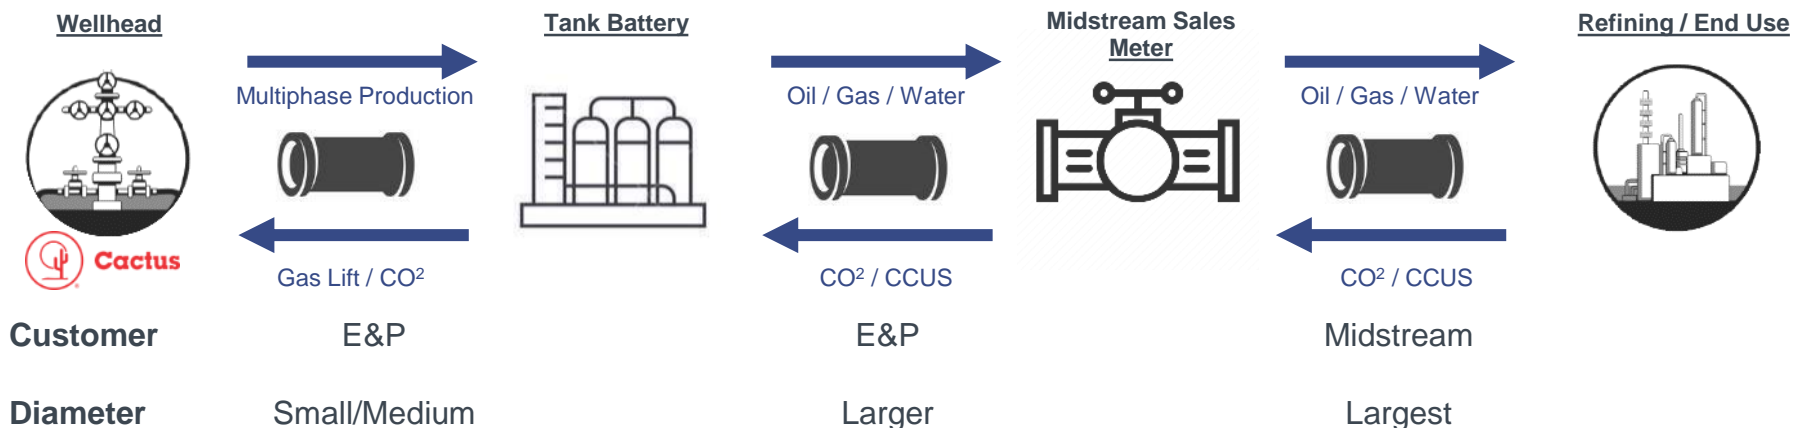 Wellhead
Tank Battery
Midstream Sales
Meter
Refining / End Use
Multiphase Production
Oil / Gas / Water
Oil / Gas / Water
Cactus
Gas Lift / CO²
CO² / CCUS
CO² / CCUS
Customer E&P E&P Midstream
Diameter Small/Medium Larger Largest